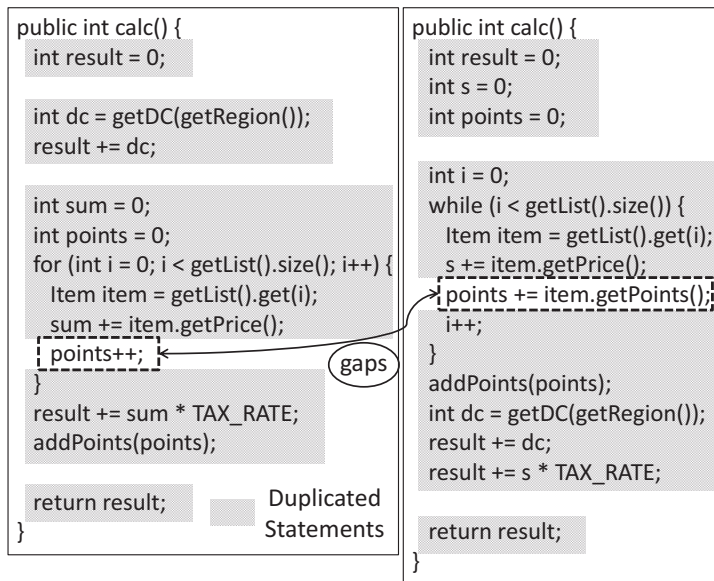 public int calc() {
int result = 0;
int dc = getDC(getRegion());
result += dc;
int sum = 0;
int points = 0;
for (int i = 0; i < getList().size(); i++) {
Item item = getList().get(i);
sum += item.getPrice();
points++;
}
result += sum * TAX_RATE;
addPoints(points);
return result;
}
Duplicated
Statements
gaps
public int calc() {
int result = 0;
int s = 0;
int points = 0;
int i = 0;
while (i < getList().size()) {
Item item = getList().get(i);
s += item.getPrice();
points += item.getPoints();
i++;
}
addPoints(points);
int dc = getDC(getRegion());
result += dc;
result += s * TAX_RATE;
return result;
}